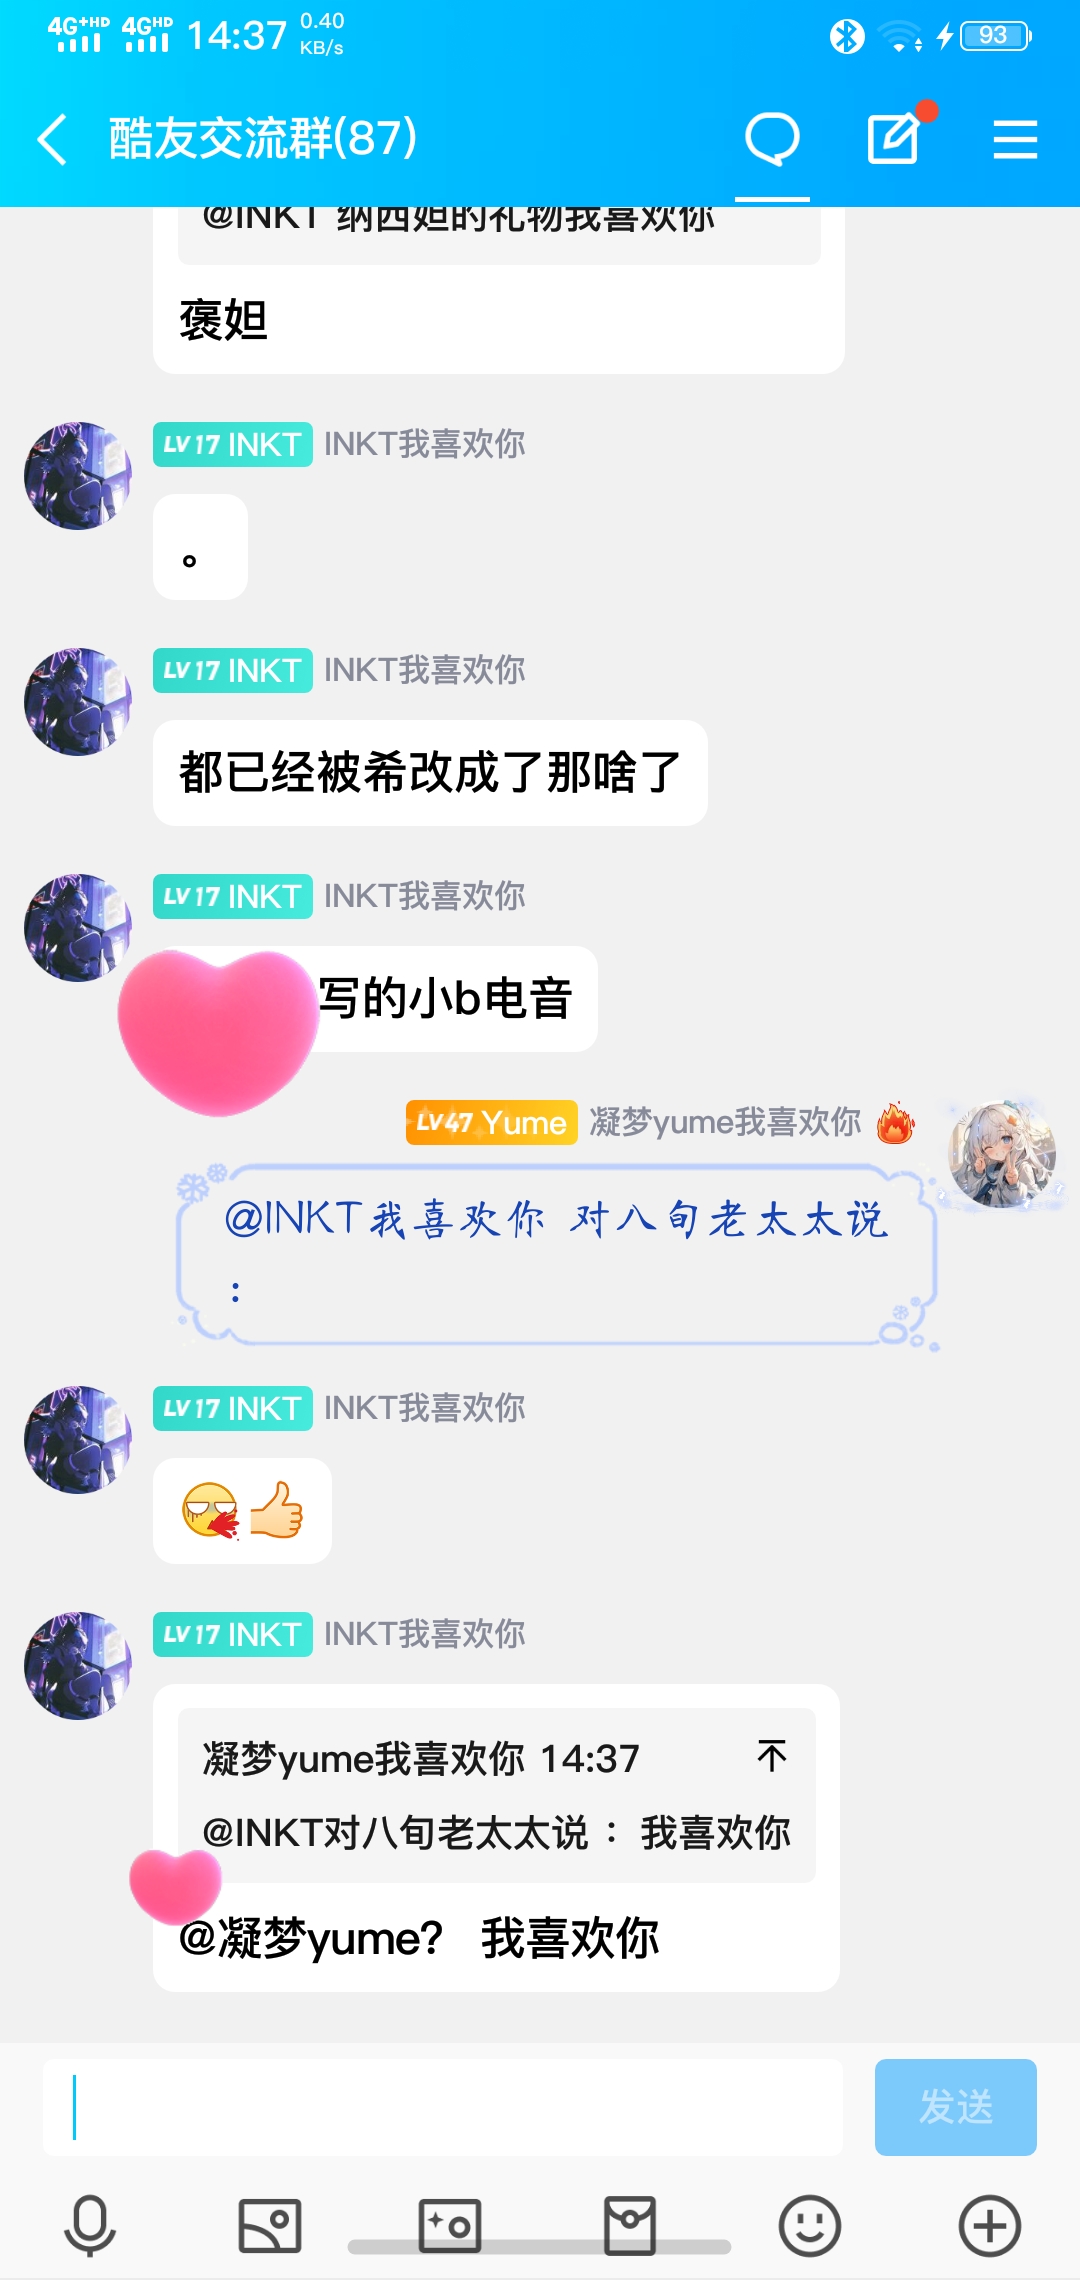 4G+HD 4GHD 14:37 0.40 KB/s 93
酷友交流群(87)
@INKT 纳西妲的礼物我喜欢你
褒妲
LV17 INKT INKT我喜欢你
。
LV17 INKT INKT我喜欢你
都已经被希改成了那啥了
LV17 INKT INKT我喜欢你
写的小b电音
LV47 Yume 凝梦yume我喜欢你
@INKT我喜欢你 对八旬老太太说
：
LV17 INKT INKT我喜欢你
LV17 INKT INKT我喜欢你
凝梦yume我喜欢你 14:37
@INKT对八旬老太太说： 我喜欢你
@凝梦yume? 我喜欢你
发送